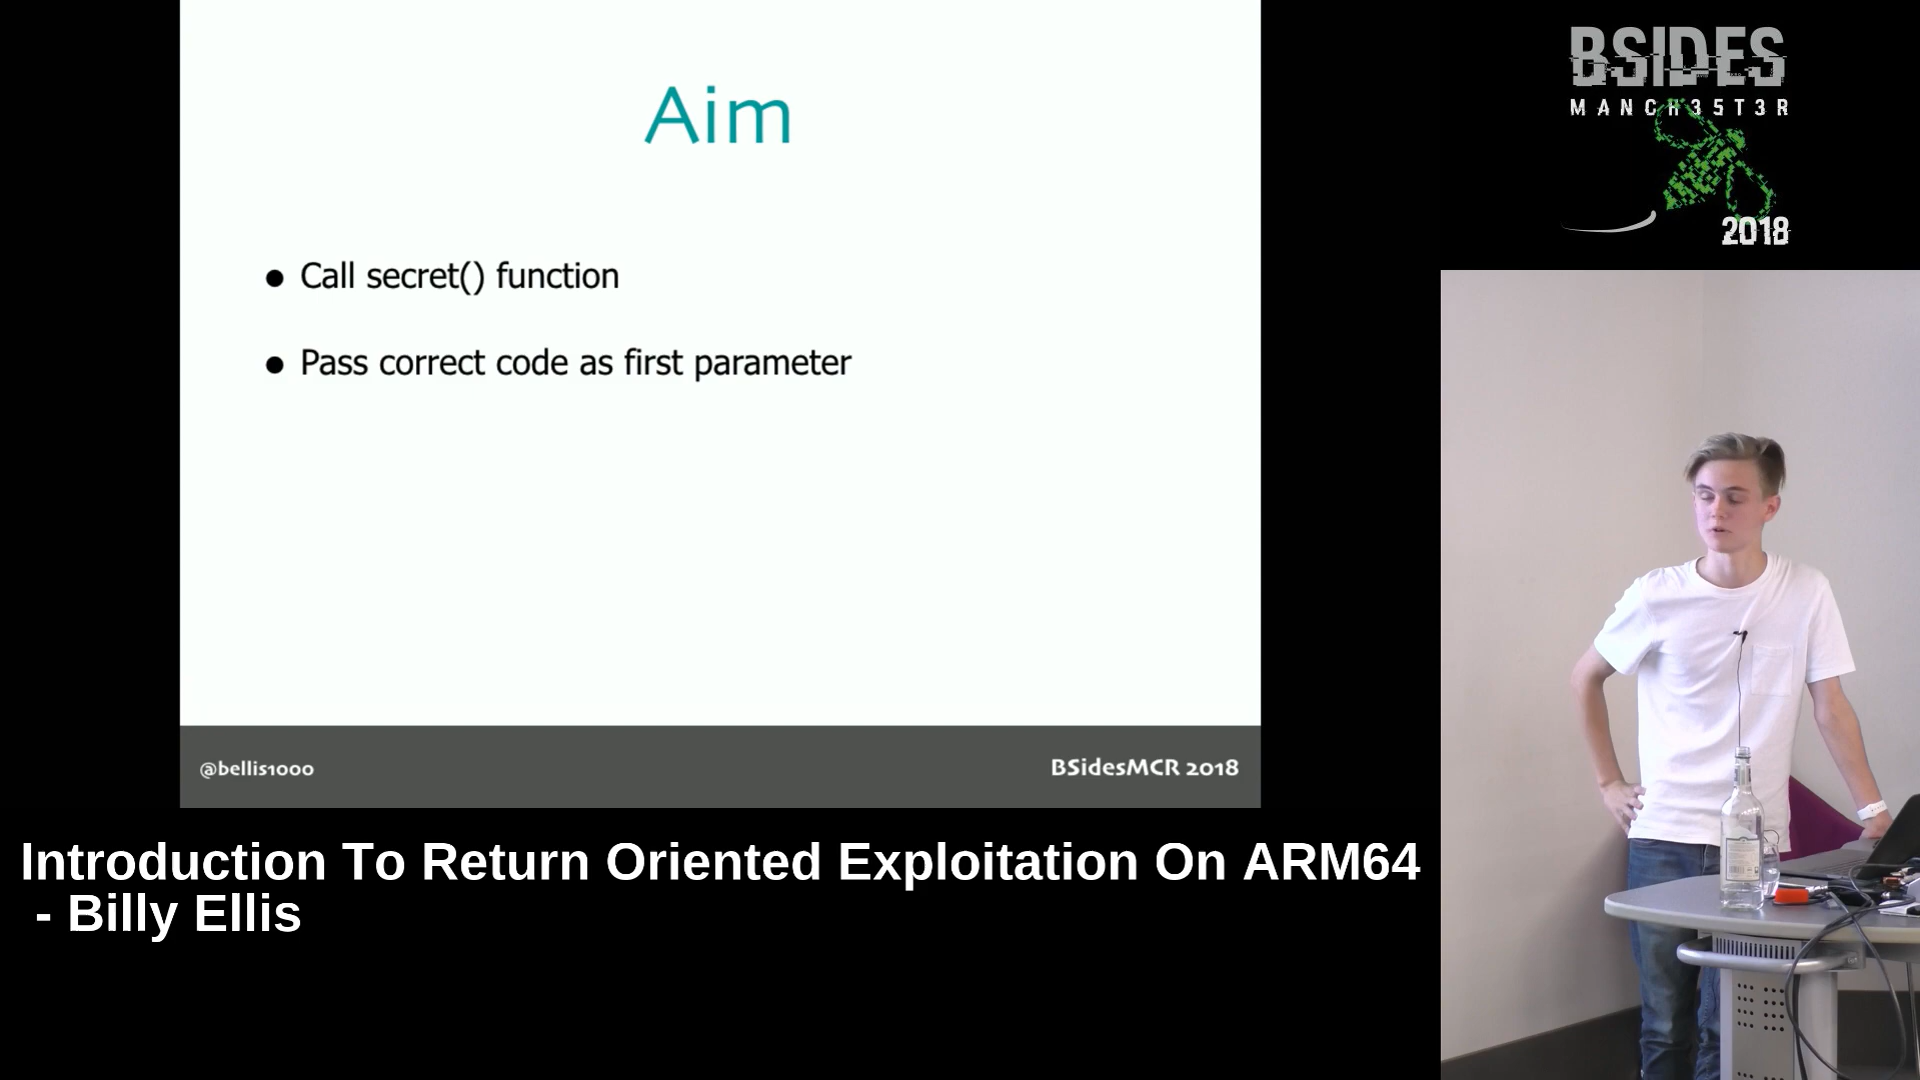 Aim
● Call secret() function
● Pass correct code as first parameter
@bellis1000
BSidesMCR 2018
BSIDES
MANCH35T3R
2018
Introduction To Return Oriented Exploitation On ARM64
- Billy Ellis